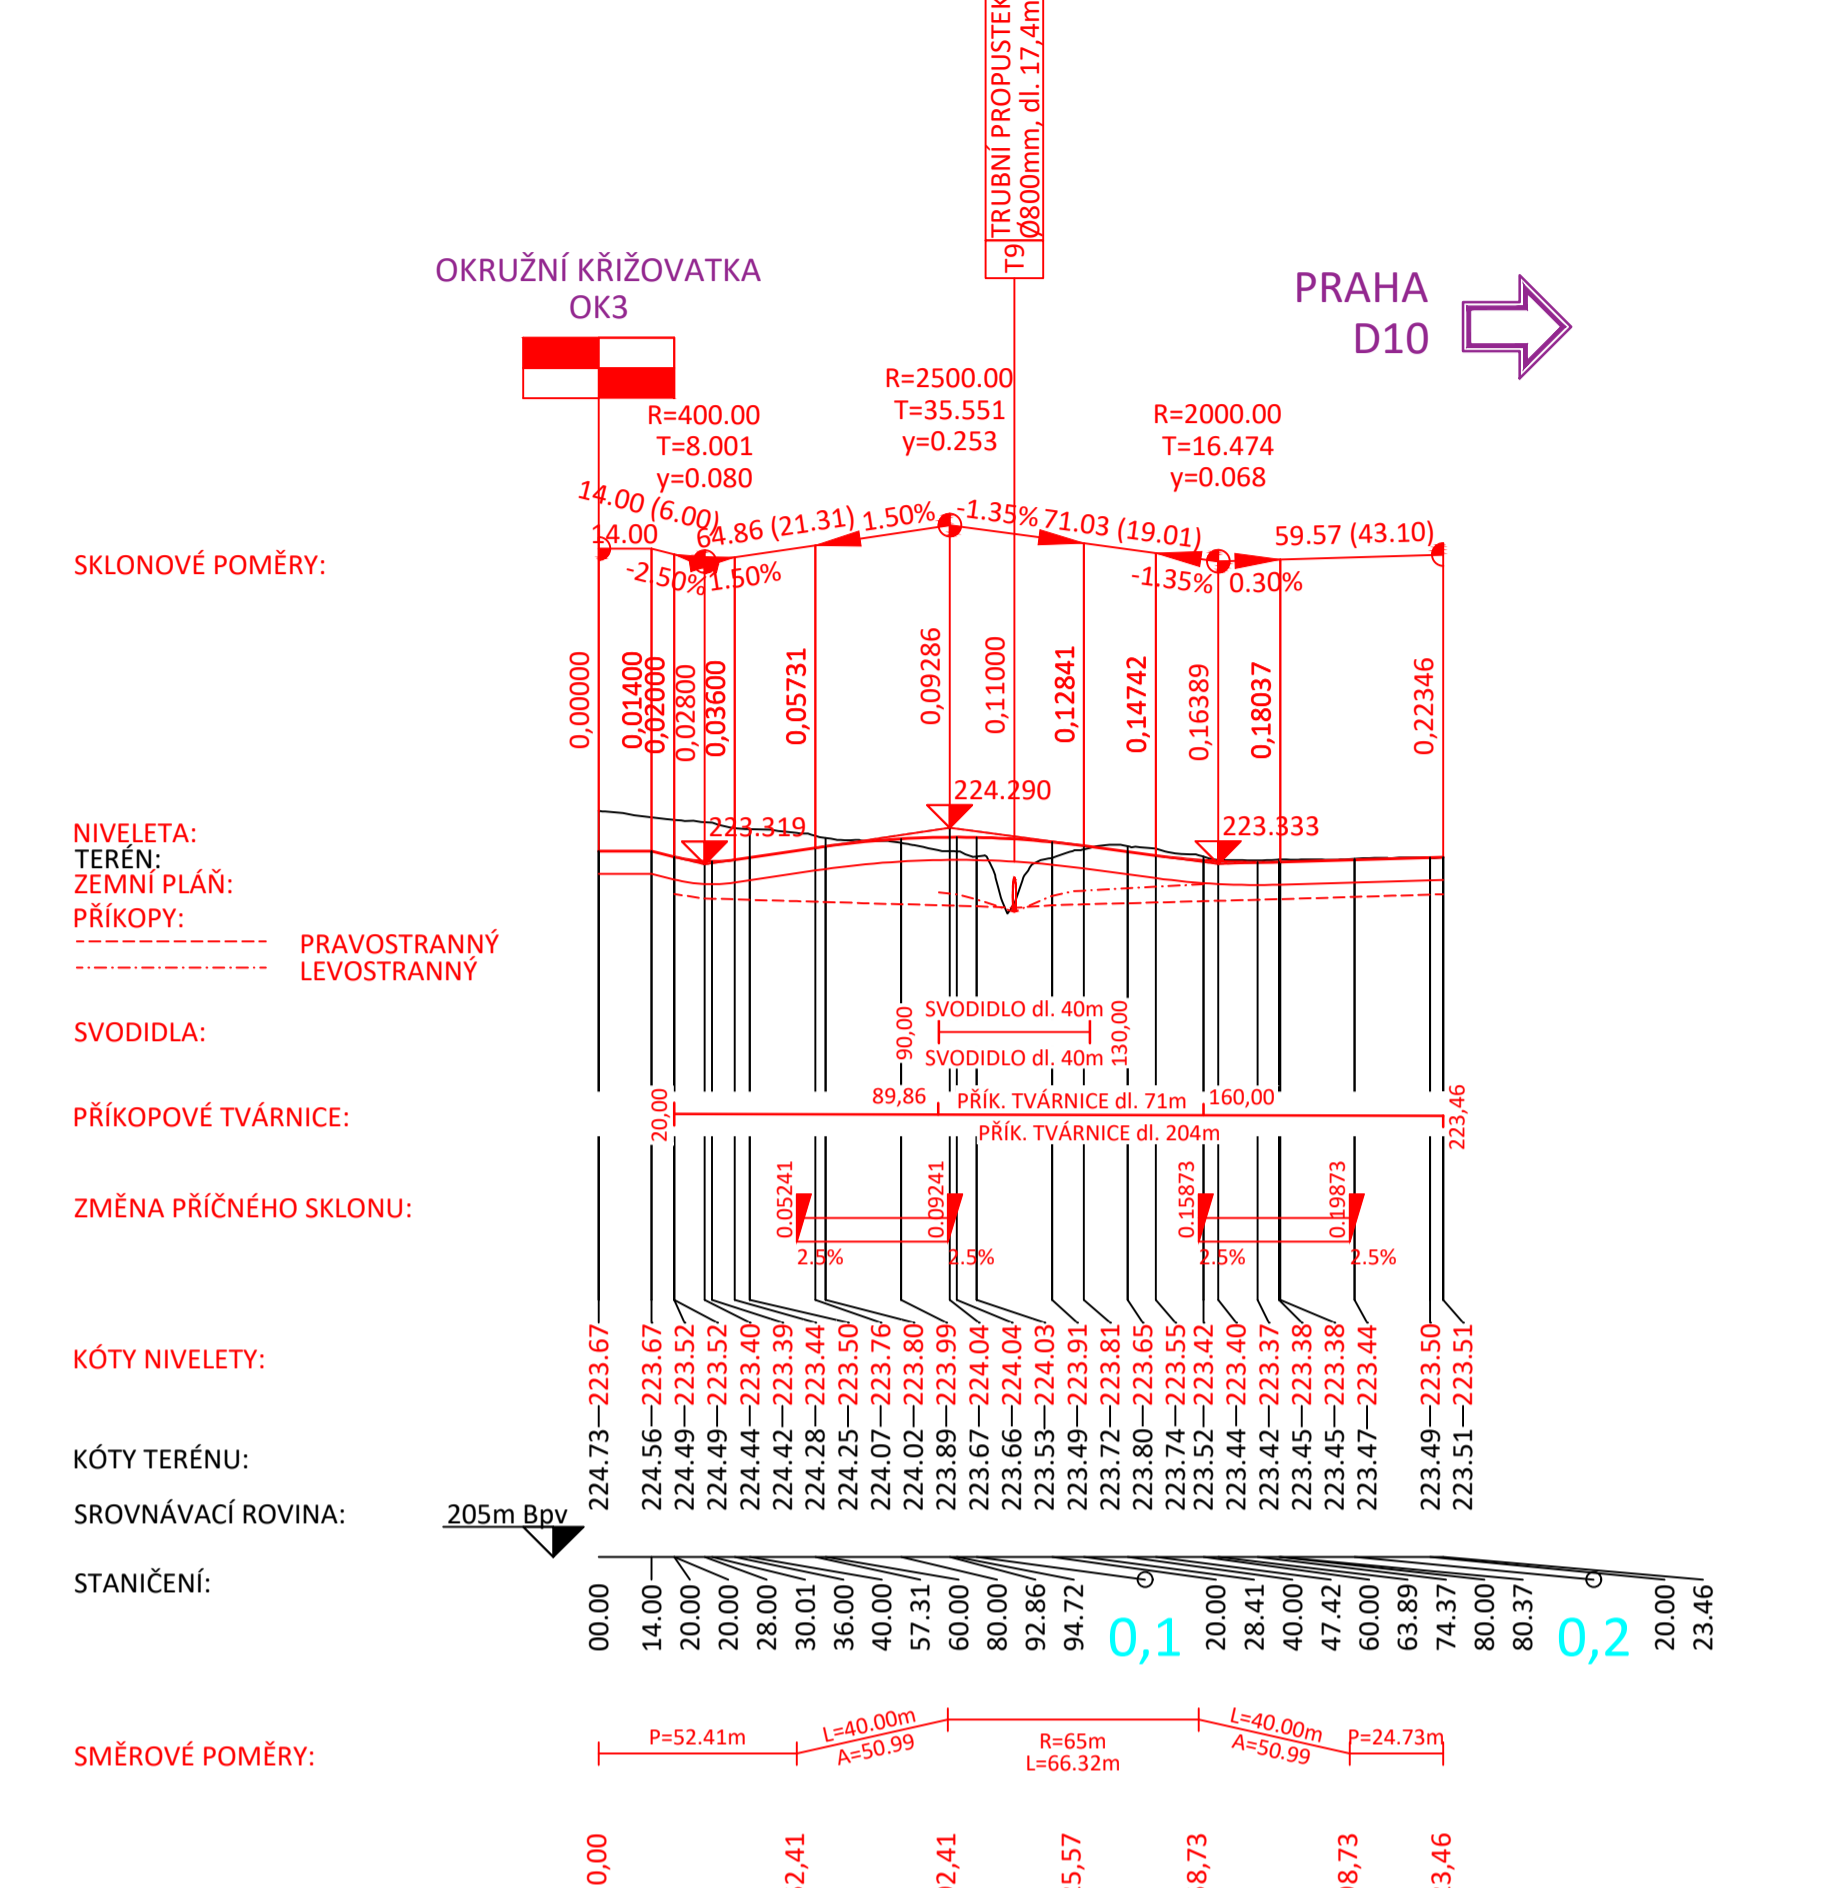 TRUBNÍ PROPUSTEK
Ø800mm, dl. 17,4m
T9
OKRUŽNÍ KŘIŽOVATKA
OK3
PRAHA
D10
R=400.00
T=8.001
y=0.080
R=2500.00
T=35.551
y=0.253
R=2000.00
T=16.474
y=0.068
SKLONOVÉ POMĚRY:
14.00 (6.00)
14.00
-2.50%
64.86 (21.31)
1.50%
1.50%
-1.35%
71.03 (19.01)
-1.35%
0.30%
59.57 (43.10)
0,00000
0,01400
0,02000
0,02800
0,03600
0,05731
0,09286
0,11000
0,12841
0,14742
0,16389
0,18037
0,22346
224.290
223.319
223.333
NIVELETA:
TERÉN:
ZEMNÍ PLÁŇ:
PŘÍKOPY:
PRAVOSTRANNÝ
LEVOSTRANNÝ
SVODIDLA:
90,00
SVODIDLO dl. 40m
SVODIDLO dl. 40m
130,00
PŘÍKOPOVÉ TVÁRNICE:
20,00
89,86
PŘÍK. TVÁRNICE dl. 71m
160,00
PŘÍK. TVÁRNICE dl. 204m
223,46
ZMĚNA PŘÍČNÉHO SKLONU:
0.05241
2.5%
0.09241
2.5%
0.15873
2.5%
0.19873
2.5%
KÓTY NIVELETY:
223.67
223.67
223.52
223.52
223.40
223.39
223.44
223.50
223.76
223.80
223.99
224.04
224.04
224.03
223.91
223.81
223.65
223.55
223.42
223.40
223.37
223.38
223.38
223.44
223.50
223.51
KÓTY TERÉNU:
224.73
224.56
224.49
224.49
224.44
224.42
224.28
224.25
224.07
224.02
223.89
223.67
223.66
223.53
223.49
223.72
223.80
223.74
223.52
223.44
223.42
223.45
223.45
223.47
223.49
223.51
SROVNÁVACÍ ROVINA:
205m Bpv
STANIČENÍ:
00.00
14.00
20.00
20.00
28.00
30.01
36.00
40.00
57.31
60.00
80.00
92.86
94.72
0,1
20.00
28.41
40.00
47.42
60.00
63.89
74.37
80.00
80.37
0,2
20.00
23.46
SMĚROVÉ POMĚRY:
P=52.41m
L=40.00m
A=50.99
R=65m
L=66.32m
L=40.00m
A=50.99
P=24.73m
0,00
2,41
2,41
5,57
8,73
8,73
3,46